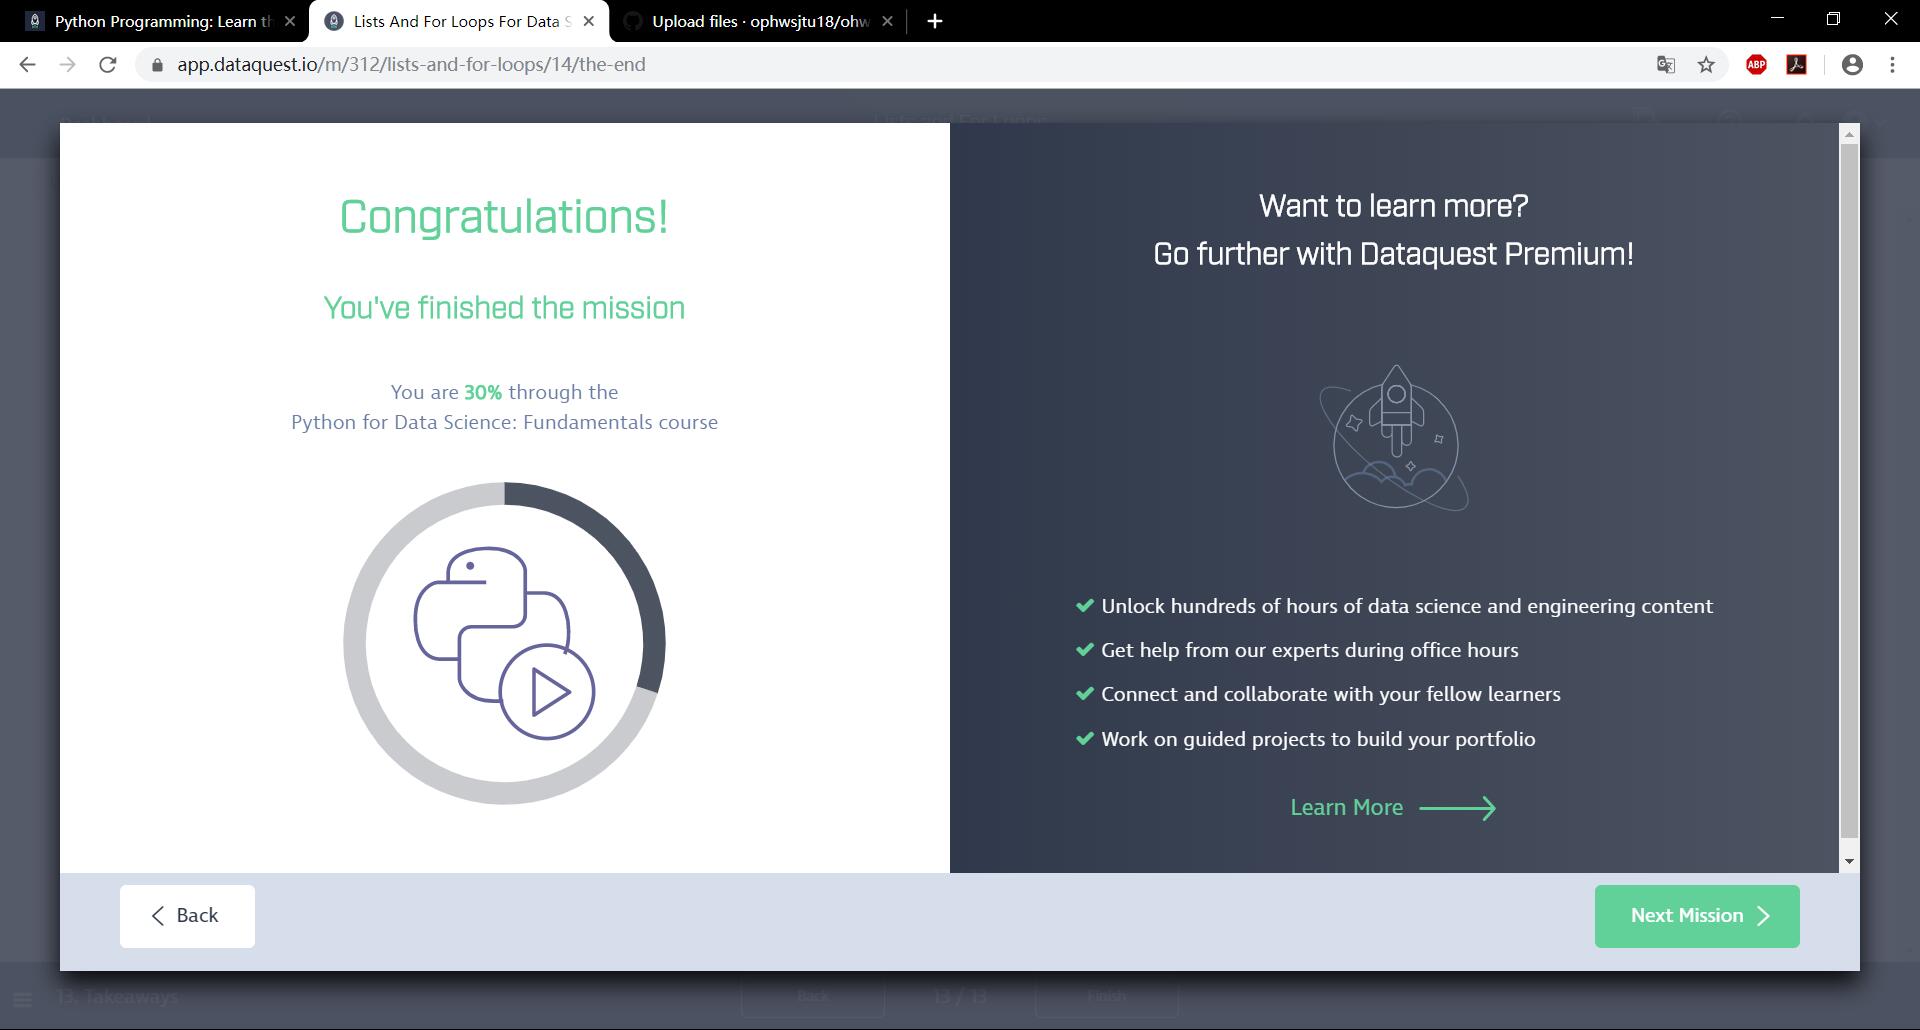 Python Programming: Learn th
Lists And For Loops For Data S
Upload files · ophwsjtu18/ohw
app.dataquest.io/m/312/lists-and-for-loops/14/the-end
ABP
Congratulations!
You've finished the mission
You are 30% through the
Python for Data Science: Fundamentals course
Want to learn more?
Go further with Dataquest Premium!
Unlock hundreds of hours of data science and engineering content
Get help from our experts during office hours
Connect and collaborate with your fellow learners
Work on guided projects to build your portfolio
Learn More
Back
Next Mission
13. Takeaways
Back
13 / 13
Finish